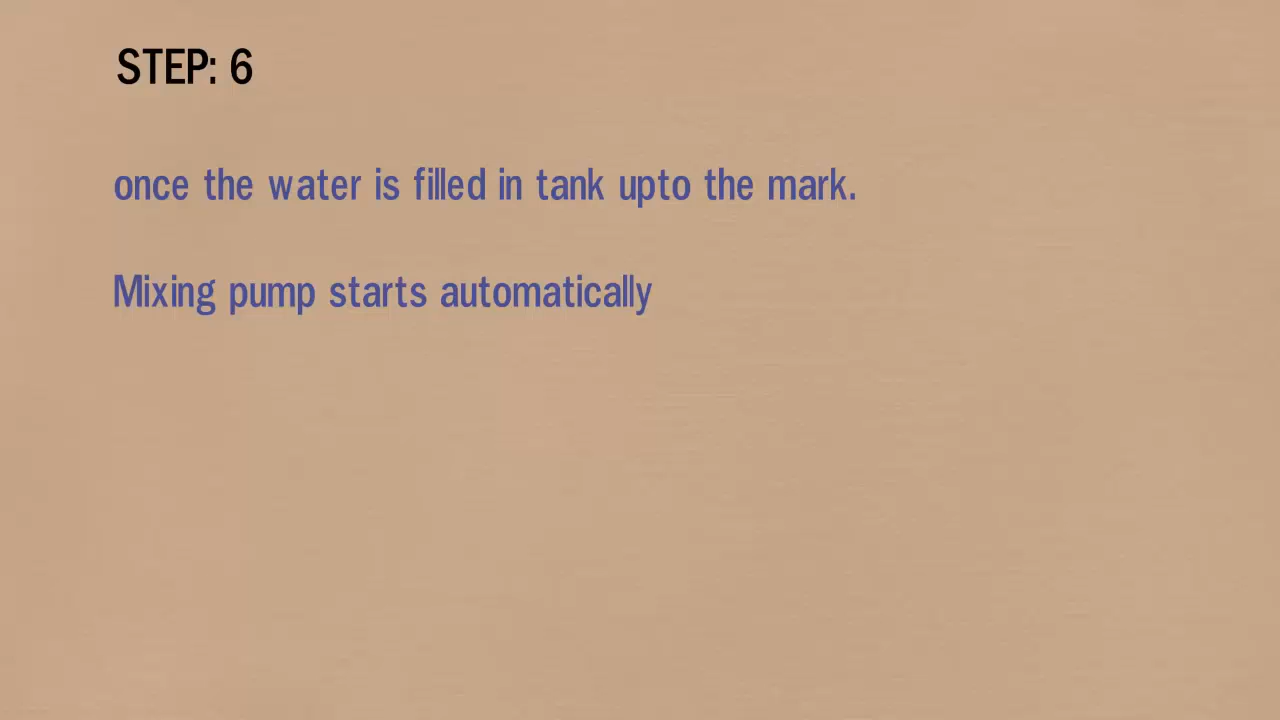 STEP: 6
once the water is filled in tank upto the mark.
Mixing pump starts automatically